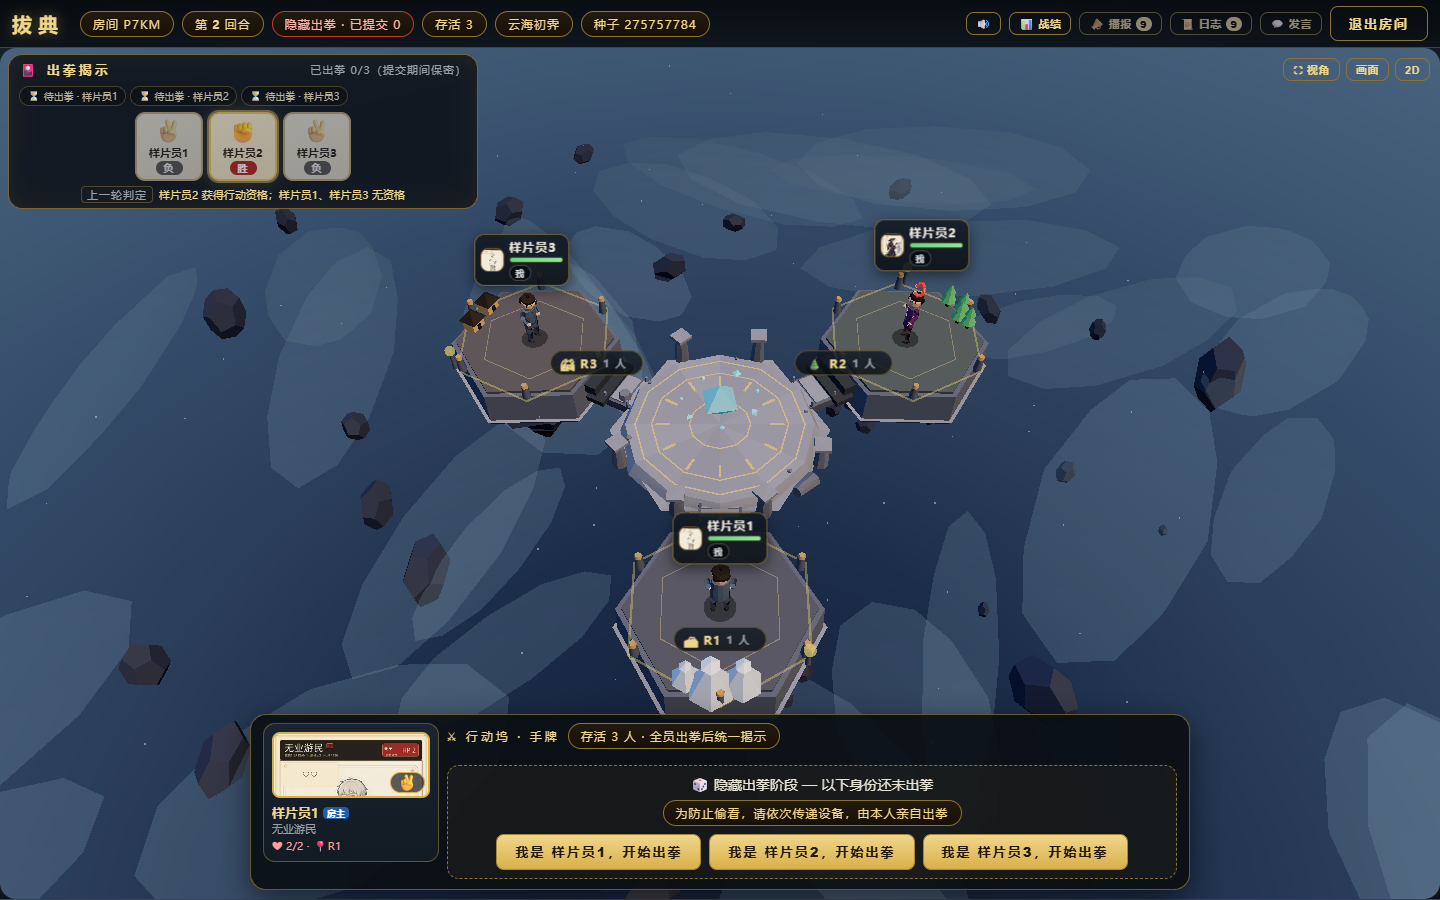 拔典
房间 P7KM
第 2 回合
隐藏出拳 · 已提交 0
存活 3
云海初霁
种子 275757784
战绩
播报 9
日志 9
发言
退出房间
出拳揭示
已出拳 0/3（提交期间保密）
待出拳 · 样片员1
待出拳 · 样片员2
待出拳 · 样片员3
样片员1
负
样片员2
胜
样片员3
负
上一轮判定
样片员2 获得行动资格；样片员1、样片员3 无资格
视角
画面
2D
样片员3
我
样片员2
我
R3 1 人
R2 1 人
样片员1
我
R1 1 人
无业游民
HP 2
样片员1 房主
无业游民
2/2 · R1
行动坞 · 手牌
存活 3 人 · 全员出拳后统一揭示
隐藏出拳阶段 — 以下身份还未出拳
为防止偷看，请依次传递设备，由本人亲自出拳
我是 样片员1，开始出拳
我是 样片员2，开始出拳
我是 样片员3，开始出拳